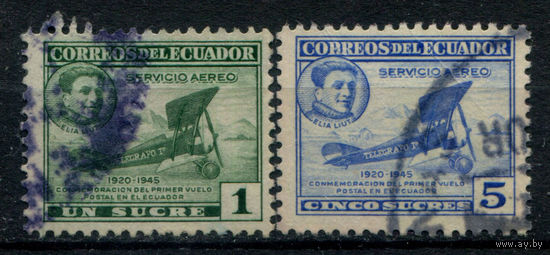 CORREOS DEL ECUADOR
SERVICIO AEREO
ELIA LIUT
TELEGRAFO Iº
1920-1945
CONMEMORACION DEL PRIMER VUELO
POSTAL EN EL ECUADOR
UN SUCRE 1
CORREOS DEL ECUADOR
SERVICIO AEREO
ELIA LIUT
TELEGRAFO Iº
1920-1945
CONMEMORACION DEL PRIMER VUELO
POSTAL EN EL ECUADOR
CINCO SUCRES 5
www.ay.by